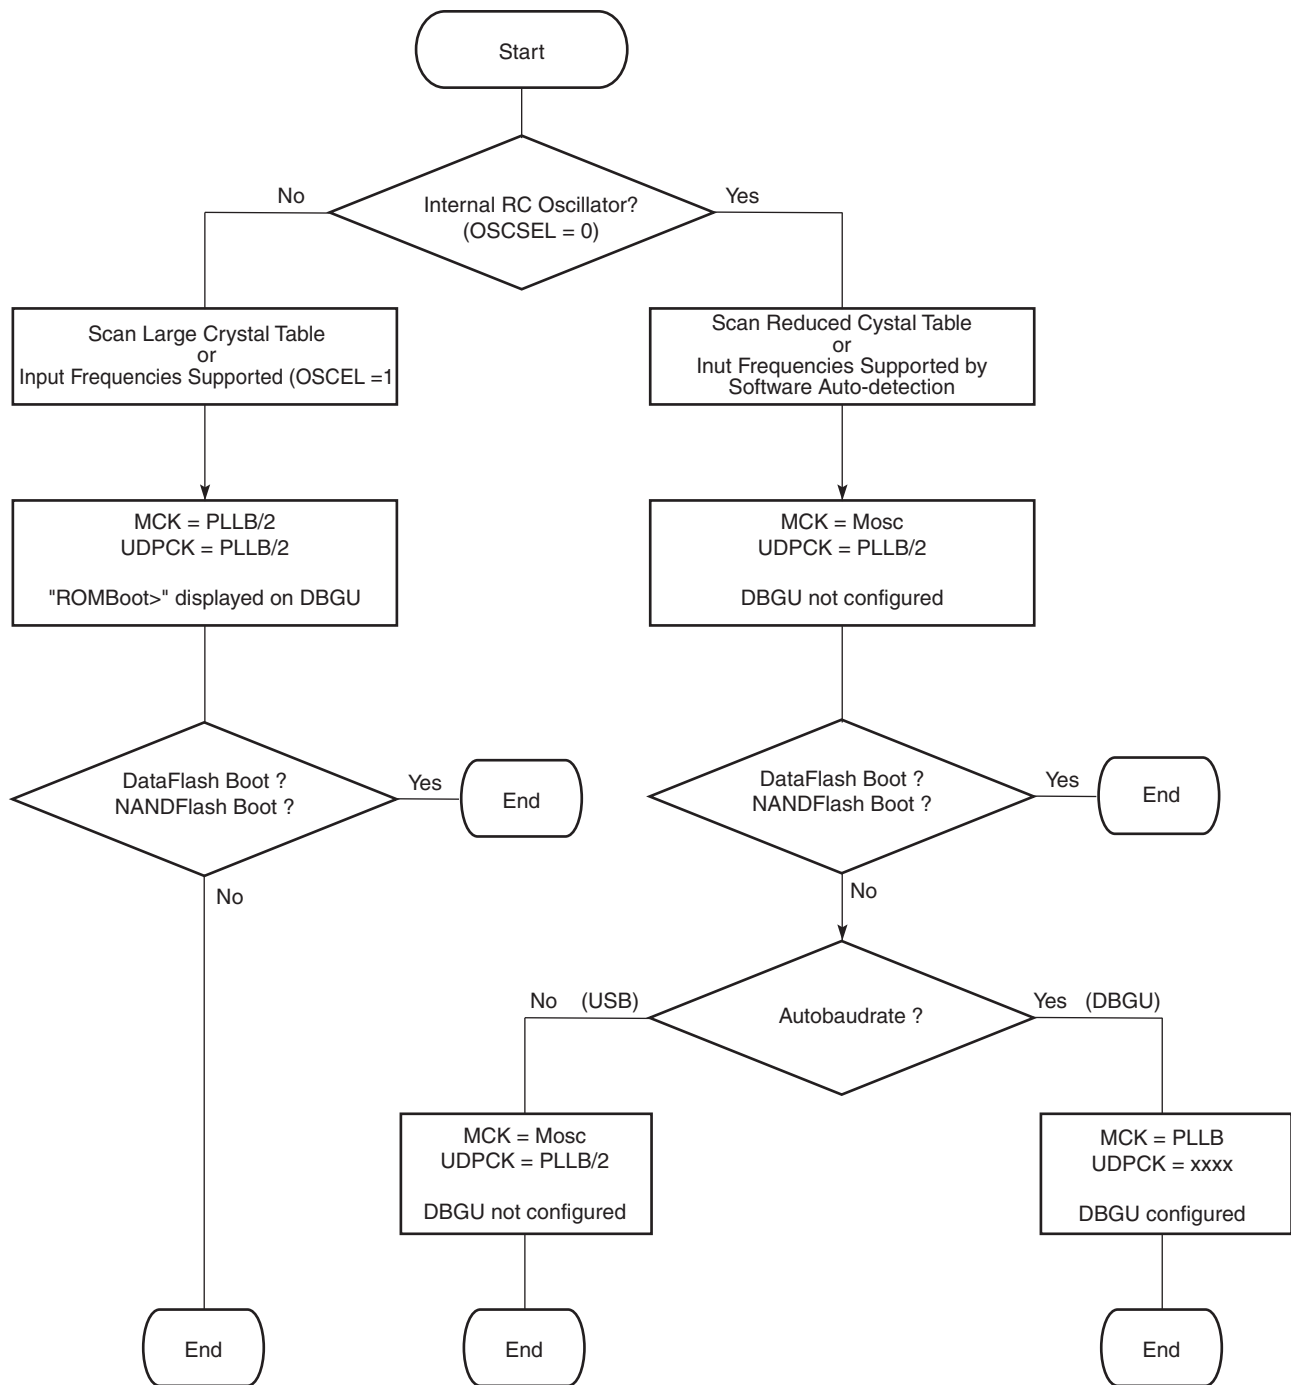 Start
No
Yes
Internal RC Oscillator?
(OSCSEL = 0)
Scan Large Crystal Table
or
Input Frequencies Supported (OSCEL =1
Scan Reduced Cystal Table
or
Inut Frequencies Supported by
Software Auto-detection
MCK = PLLB/2
UDPCK = PLLB/2
"ROMBoot>" displayed on DBGU
MCK = Mosc
UDPCK = PLLB/2
DBGU not configured
DataFlash Boot ?
NANDFlash Boot ?
Yes
End
No
DataFlash Boot ?
NANDFlash Boot ?
Yes
End
No
Autobaudrate ?
No (USB)
Yes (DBGU)
MCK = Mosc
UDPCK = PLLB/2
DBGU not configured
MCK = PLLB
UDPCK = xxxx
DBGU configured
End
End
End